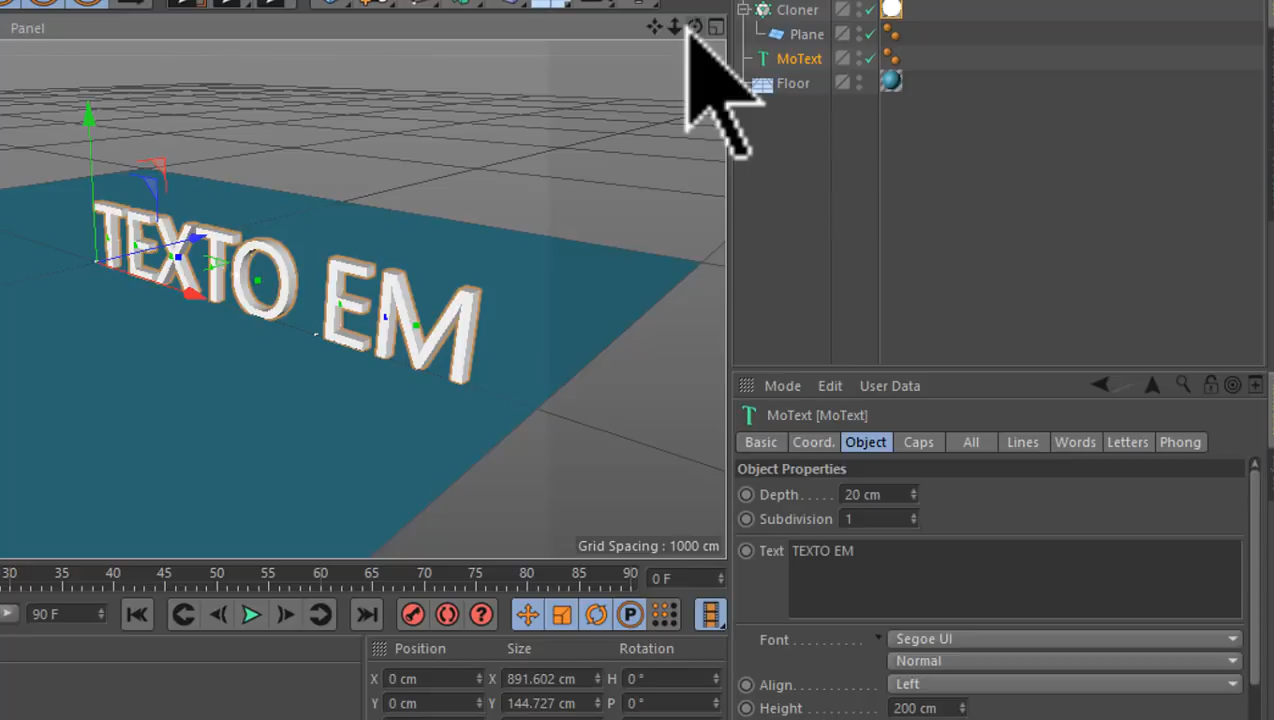 Cloner
Panel
Plane
T MoText
Floor
TEXTO EM
Mode Edit User Data
T MoText [MoText]
Basic Coord. Object Caps All Lines Words Letters Phong
Object Properties
Depth..... 20 cm
Subdivision 1
Grid Spacing : 1000 cm
Text TEXTO EM
30 35 40 45 50 55 60 65 70 75 80 85 90 0 F
90 F
P
Font.......... Segoe UI
Position Size Rotation
Normal
X 0 cm X 891.602 cm H 0 °
Align......... Left
Y 0 cm Y 144.727 cm P 0 °
Height........ 200 cm